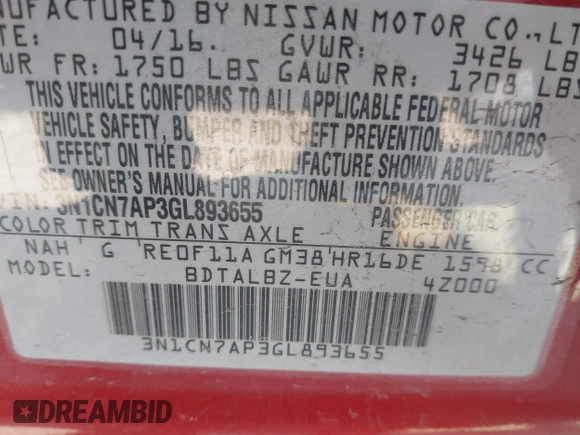 NUFACTURED BY NISSAN MOTOR CO., LT
TE: 04/16. GVWR: 3426 LB
WR FR: 1750 LBS GAWR RR: 1708 LBS
THIS VEHICLE CONFORMS TO ALL APPLICABLE FEDERAL MOTOR
VEHICLE SAFETY, BUMPER AND THEFT PREVENTION STANDARDS
IN EFFECT ON THE DATE OF MANUFACTURE SHOWN ABOVE.
SEE OWNER'S MANUAL FOR ADDITIONAL INFORMATION.
VIN: 3N1CN7AP3GL893655 PASSENGER CAR
COLOR TRIM TRANS AXLE ENGINE
NAH ' G 'RE0F11A GM38'HR16DE 1598 CC
MODEL: BDTALBZ-EUA 4Z000
3N1CN7AP3GL893655
DREAMBID